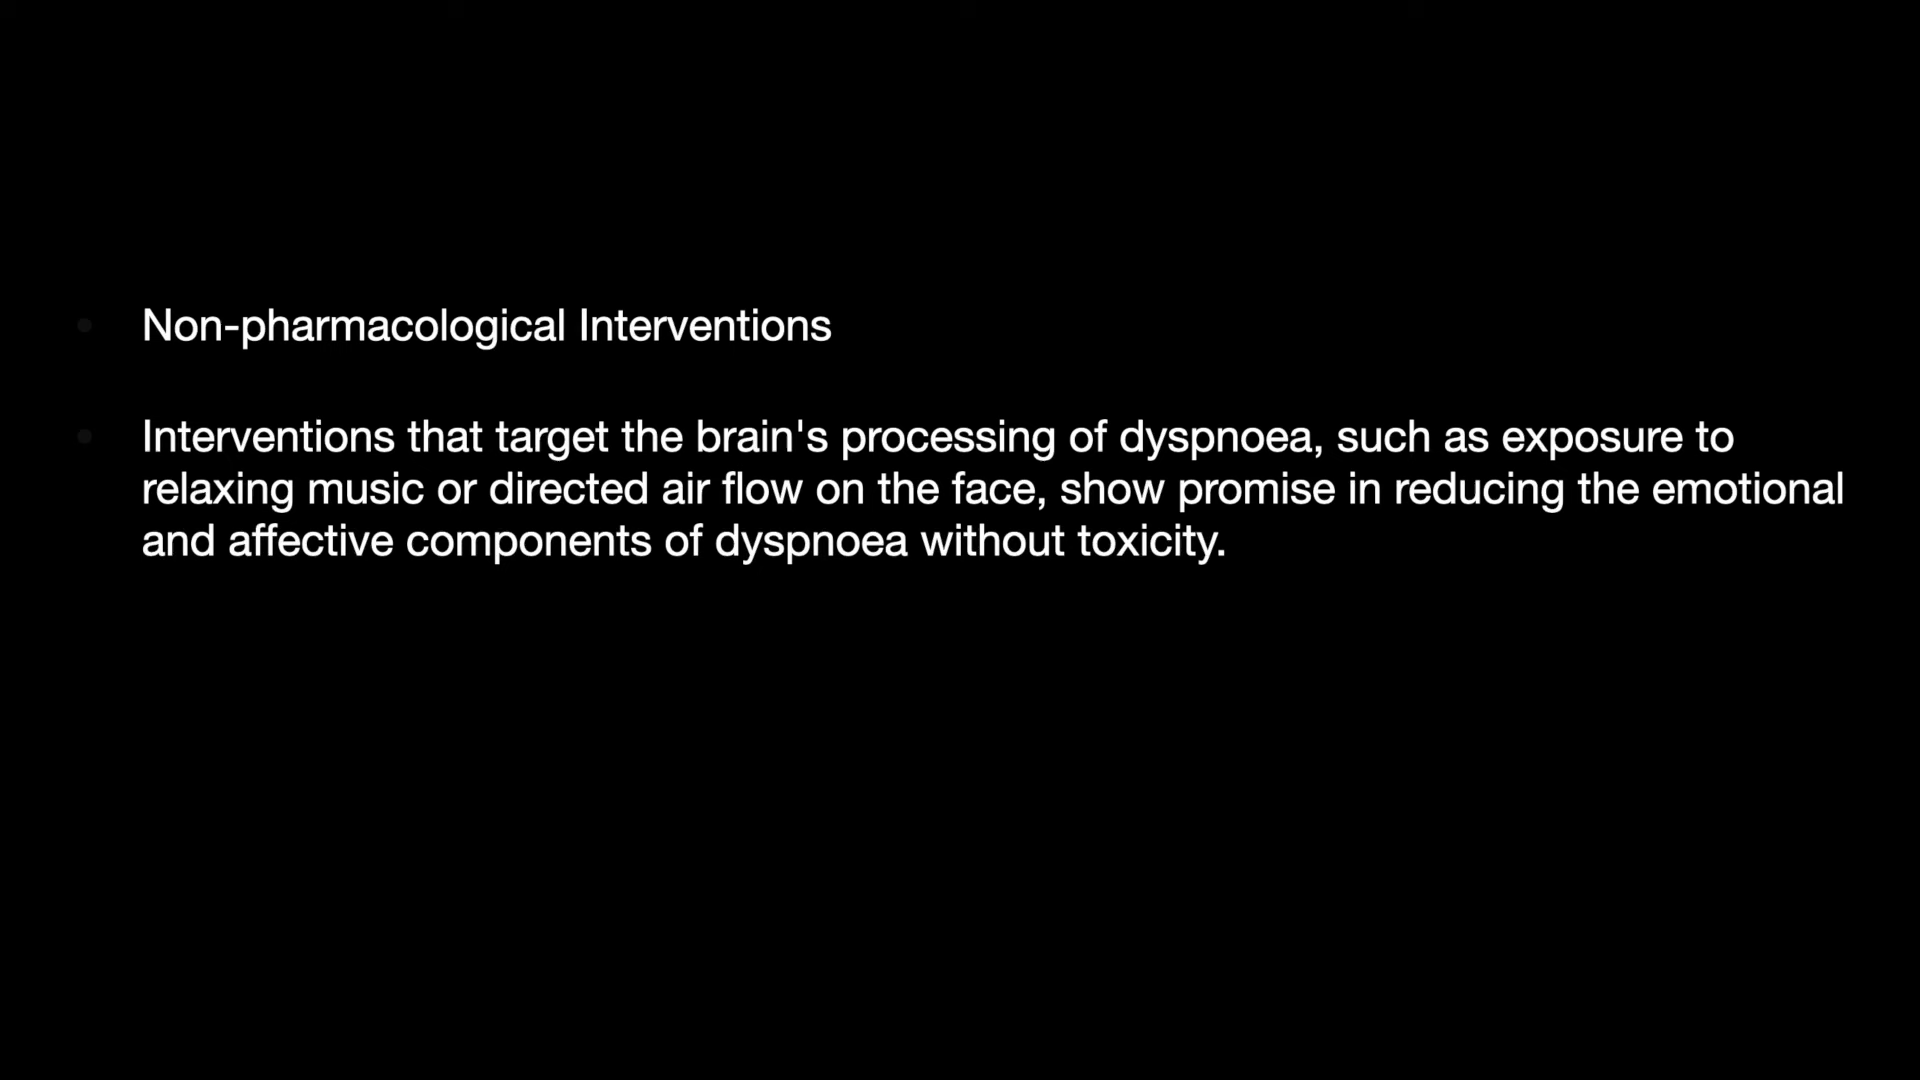 Non-pharmacological Interventions
Interventions that target the brain's processing of dyspnoea, such as exposure to
relaxing music or directed air flow on the face, show promise in reducing the emotional
and affective components of dyspnoea without toxicity.